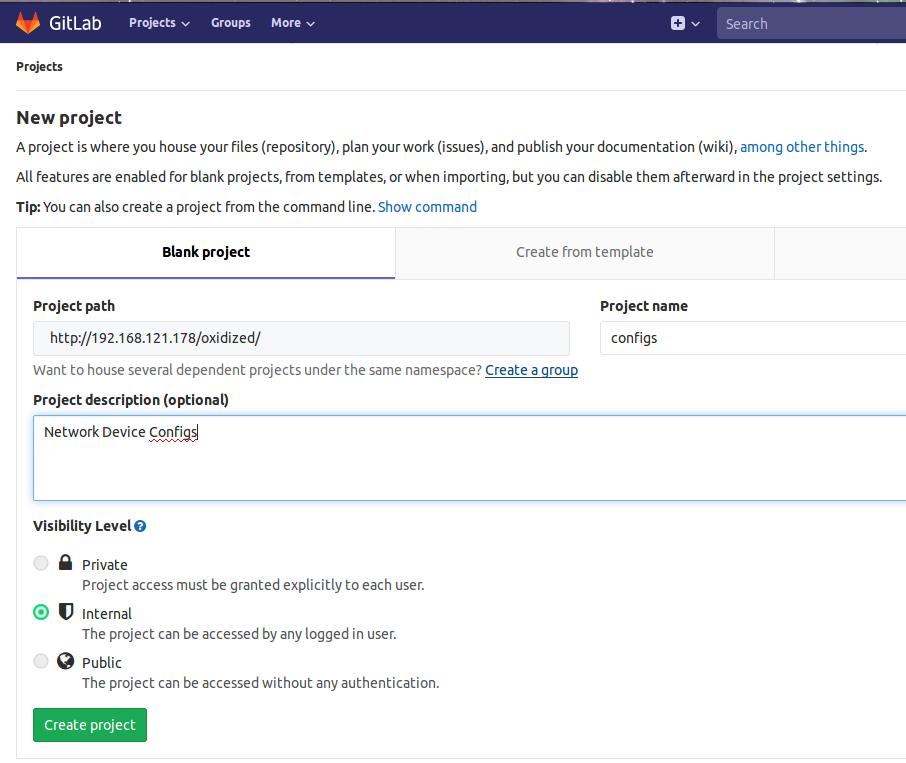 GitLab Projects Groups More Search
Projects
New project
A project is where you house your files (repository), plan your work (issues), and publish your documentation (wiki), among other things.
All features are enabled for blank projects, from templates, or when importing, but you can disable them afterward in the project settings.
Tip: You can also create a project from the command line. Show command
Blank project Create from template
Project path Project name
http://192.168.121.178/oxidized/ configs
Want to house several dependent projects under the same namespace? Create a group
Project description (optional)
Network Device Configs
Visibility Level ?
Private
Project access must be granted explicitly to each user.
Internal
The project can be accessed by any logged in user.
Public
The project can be accessed without any authentication.
Create project